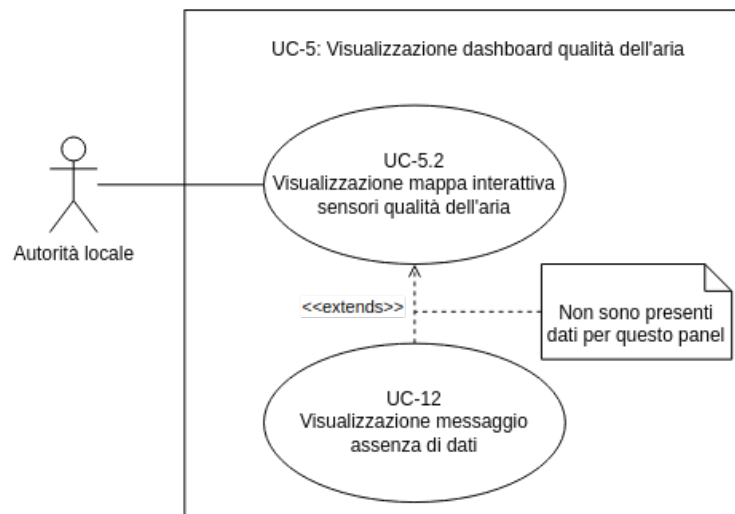 UC-5: Visualizzazione dashboard qualità dell'aria
UC-5.2
Visualizzazione mappa interattiva
sensori qualità dell'aria
Autorità locale
<<extends>>
Non sono presenti
dati per questo panel
UC-12
Visualizzazione messaggio
assenza di dati